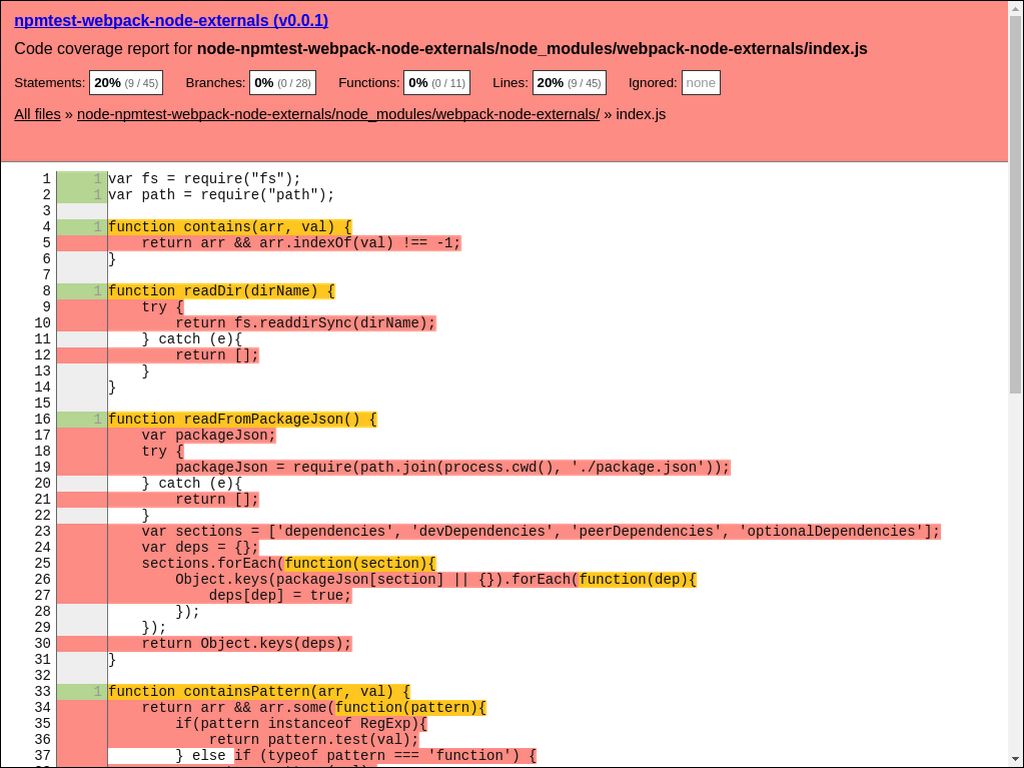 npmtest-webpack-node-externals (v0.0.1)
Code coverage report for node-npmtest-webpack-node-externals/node_modules/webpack-node-externals/index.js
Statements: 20% (9 / 45) Branches: 0% (0 / 28) Functions: 0% (0 / 11) Lines: 20% (9 / 45) Ignored: none
All files » node-npmtest-webpack-node-externals/node_modules/webpack-node-externals/ » index.js
1 1 var fs = require("fs");
2 1 var path = require("path");
3
4 1 function contains(arr, val) {
5     return arr && arr.indexOf(val) !== -1;
6 }
7
8 1 function readDir(dirName) {
9     try {
10         return fs.readdirSync(dirName);
11     } catch (e){
12         return [];
13     }
14 }
15
16 1 function readFromPackageJson() {
17     var packageJson;
18     try {
19         packageJson = require(path.join(process.cwd(), './package.json'));
20     } catch (e){
21         return [];
22     }
23     var sections = ['dependencies', 'devDependencies', 'peerDependencies', 'optionalDependencies'];
24     var deps = {};
25     sections.forEach(function(section){
26         Object.keys(packageJson[section] || {}).forEach(function(dep){
27             deps[dep] = true;
28         });
29     });
30     return Object.keys(deps);
31 }
32
33 1 function containsPattern(arr, val) {
34     return arr && arr.some(function(pattern){
35         if(pattern instanceof RegExp){
36             return pattern.test(val);
37         } else if (typeof pattern === 'function') {